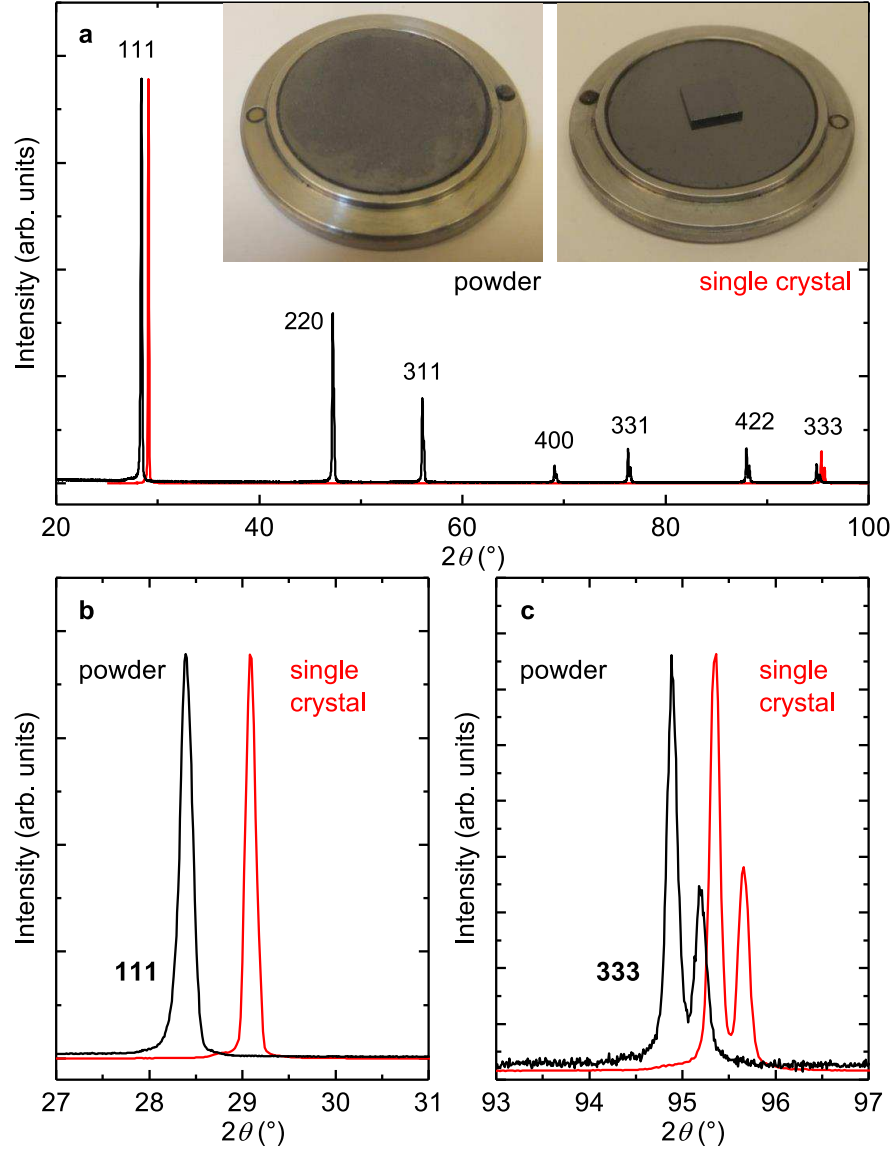 a
111
220
311
400
331
422
333
powder
single crystal
Intensity (arb. units)
20
40
60
80
100
2θ (°)
b
powder
single
crystal
111
Intensity (arb. units)
27
28
29
30
31
2θ (°)
c
powder
single
crystal
333
Intensity (arb. units)
93
94
95
96
97
2θ (°)